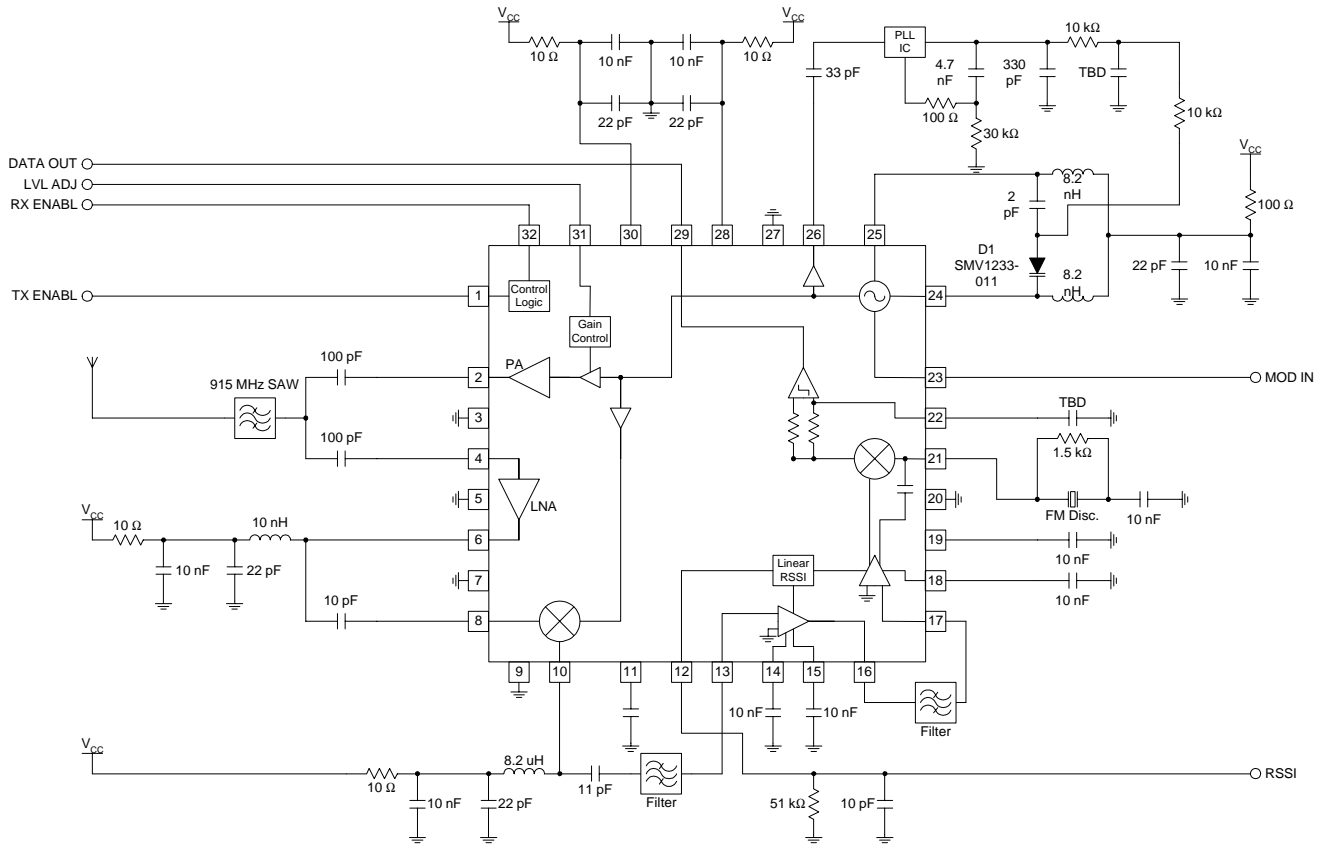 VCC
VCC
10 Ω
10 nF
10 nF
10 Ω
22 pF
22 pF
33 pF
PLL
IC
4.7
nF
330
pF
10 kΩ
TBD
100 Ω
30 kΩ
10 kΩ
VCC
100 Ω
DATA OUT
LVL ADJ
RX ENABL
TX ENABL
32
31
30
29
28
27
26
25
8.2
nH
2
pF
D1
SMV1233-
011
8.2
nH
22 pF
10 nF
1
Control
Logic
Gain
Control
24
100 pF
915 MHz SAW
2
PA
23
MOD IN
3
22
TBD
100 pF
4
1.5 kΩ
21
5
LNA
20
FM Disc.
10 nF
VCC
10 Ω
10 nH
6
19
10 nF
10 nF
22 pF
7
Linear
RSSI
18
10 nF
10 pF
8
17
9
10
11
12
13
14
15
16
10 nF
10 nF
Filter
VCC
10 Ω
8.2 uH
11 pF
Filter
RSSI
10 nF
22 pF
51 kΩ
10 pF